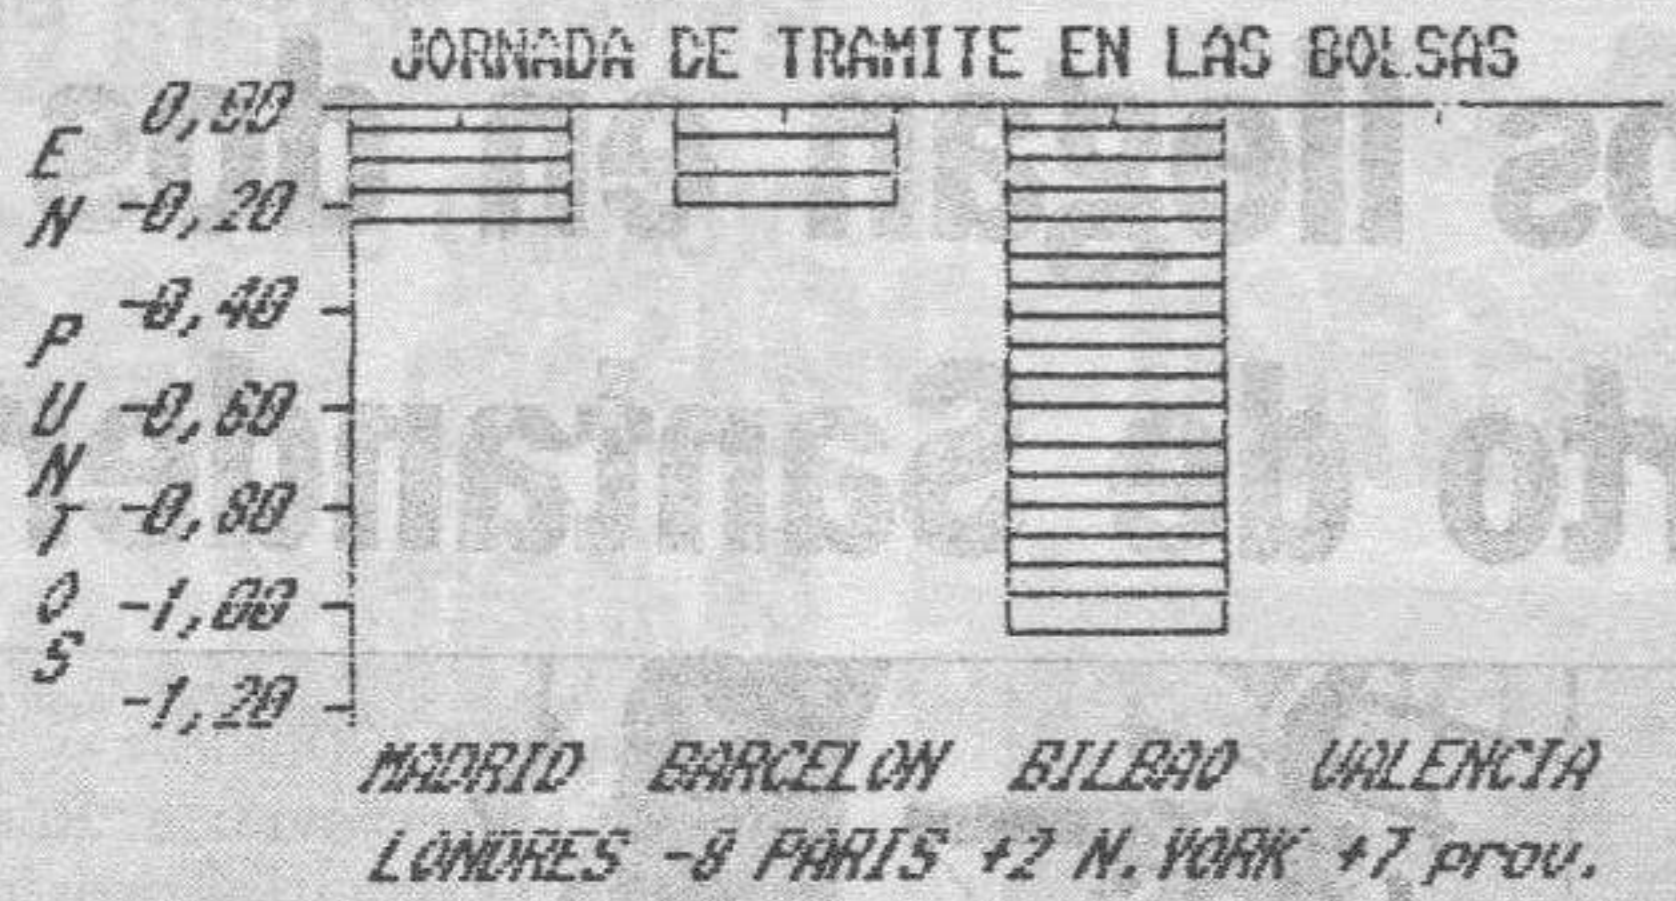 JORNADA DE TRAMITE EN LAS BOLSAS
0,00
-0,20
-0,40
-0,60
-0,80
-1,00
-1,20
EN PUNTOS
MADRID BARCELON BILBAO VALENCIA
LONDRES -8 PARIS +2 N.YORK +7 prov.